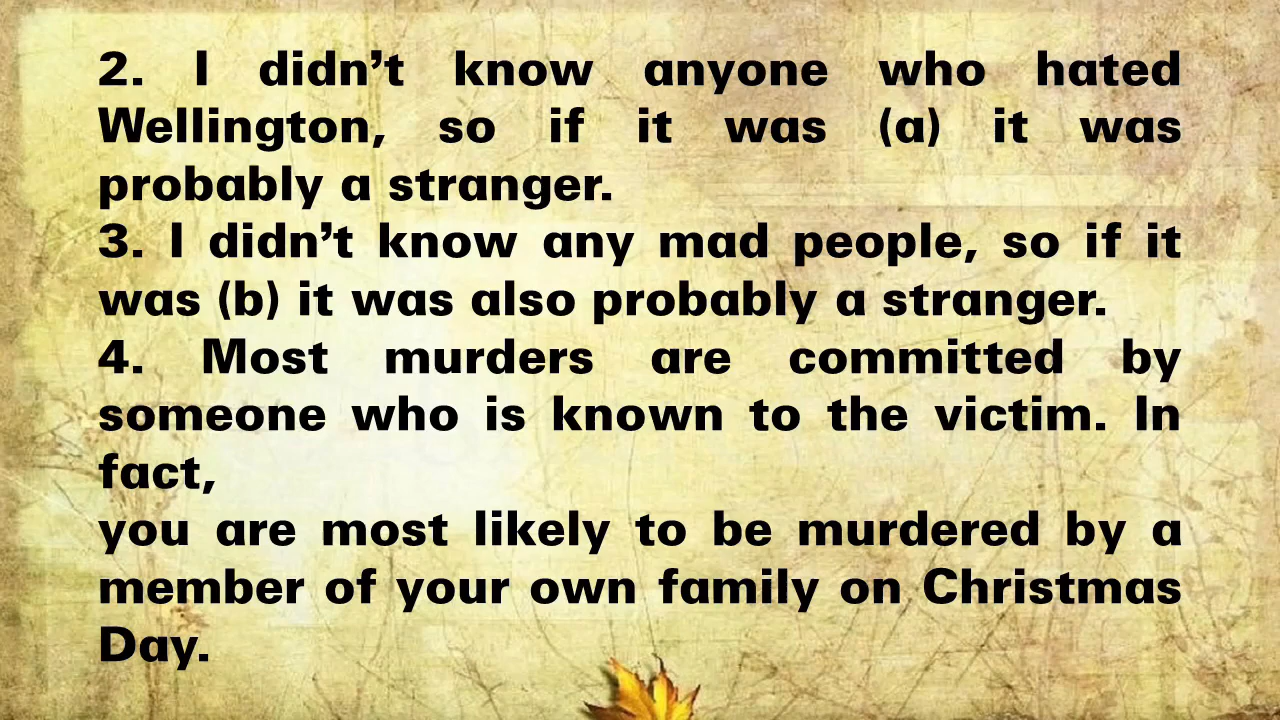 2. I didn’t know anyone who hated
Wellington, so if it was (a) it was
probably a stranger.
3. I didn’t know any mad people, so if it
was (b) it was also probably a stranger.
4. Most murders are committed by
someone who is known to the victim. In
fact,
you are most likely to be murdered by a
member of your own family on Christmas
Day.